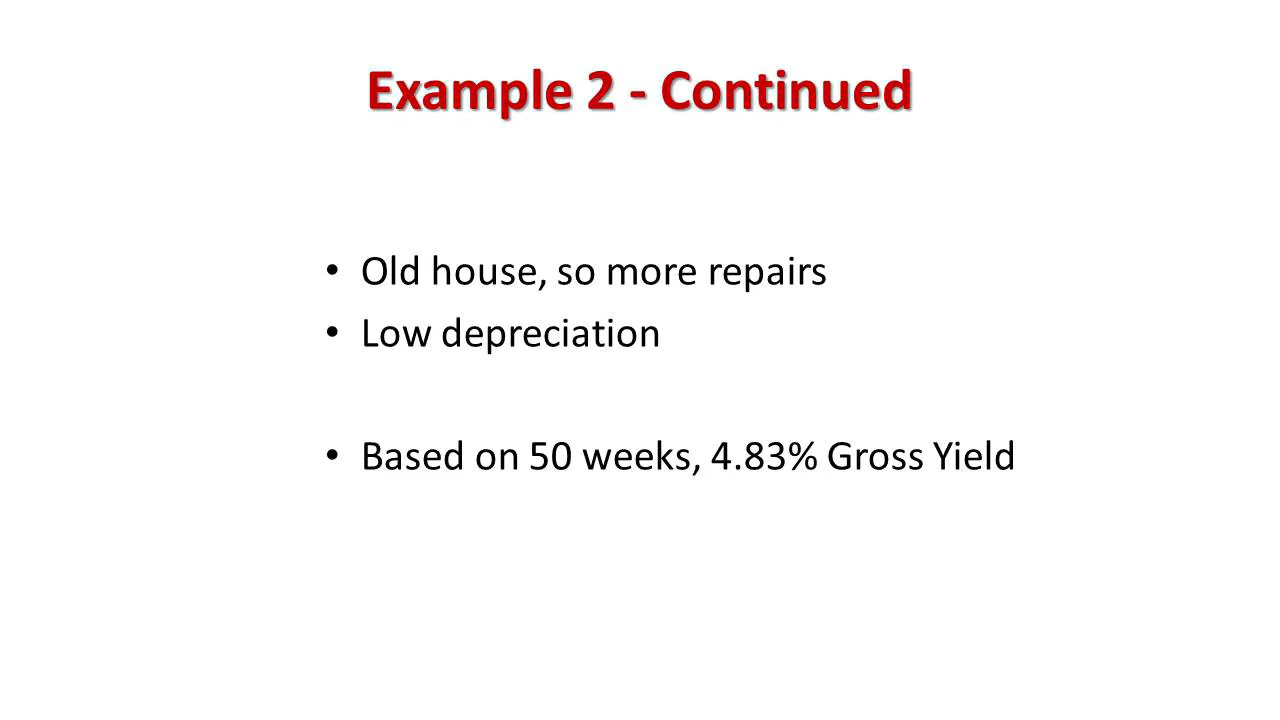 Example 2 - Continued
• Old house, so more repairs
• Low depreciation
• Based on 50 weeks, 4.83% Gross Yield